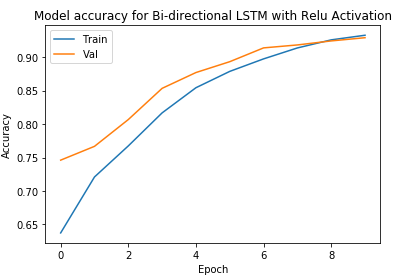 Model accuracy for Bi-directional LSTM with Relu Activation
Train
Val
0.90
0.85
0.80
0.75
0.70
0.65
Accuracy
0 2 4 6 8
Epoch